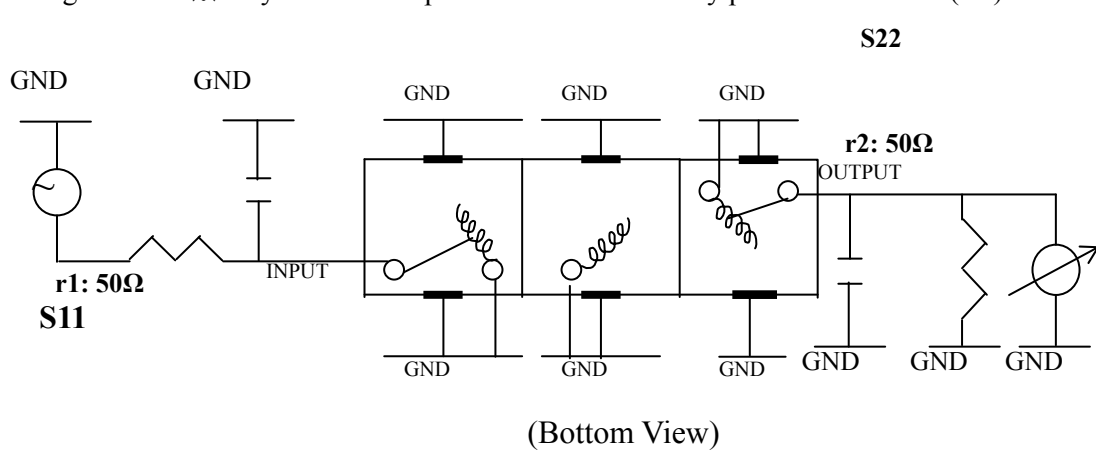 S22
GND GND
GND GND GND
r2: 50Ω
OUTPUT
INPUT
r1: 50Ω
S11
GND GND GND GND GND GND
(Bottom View)